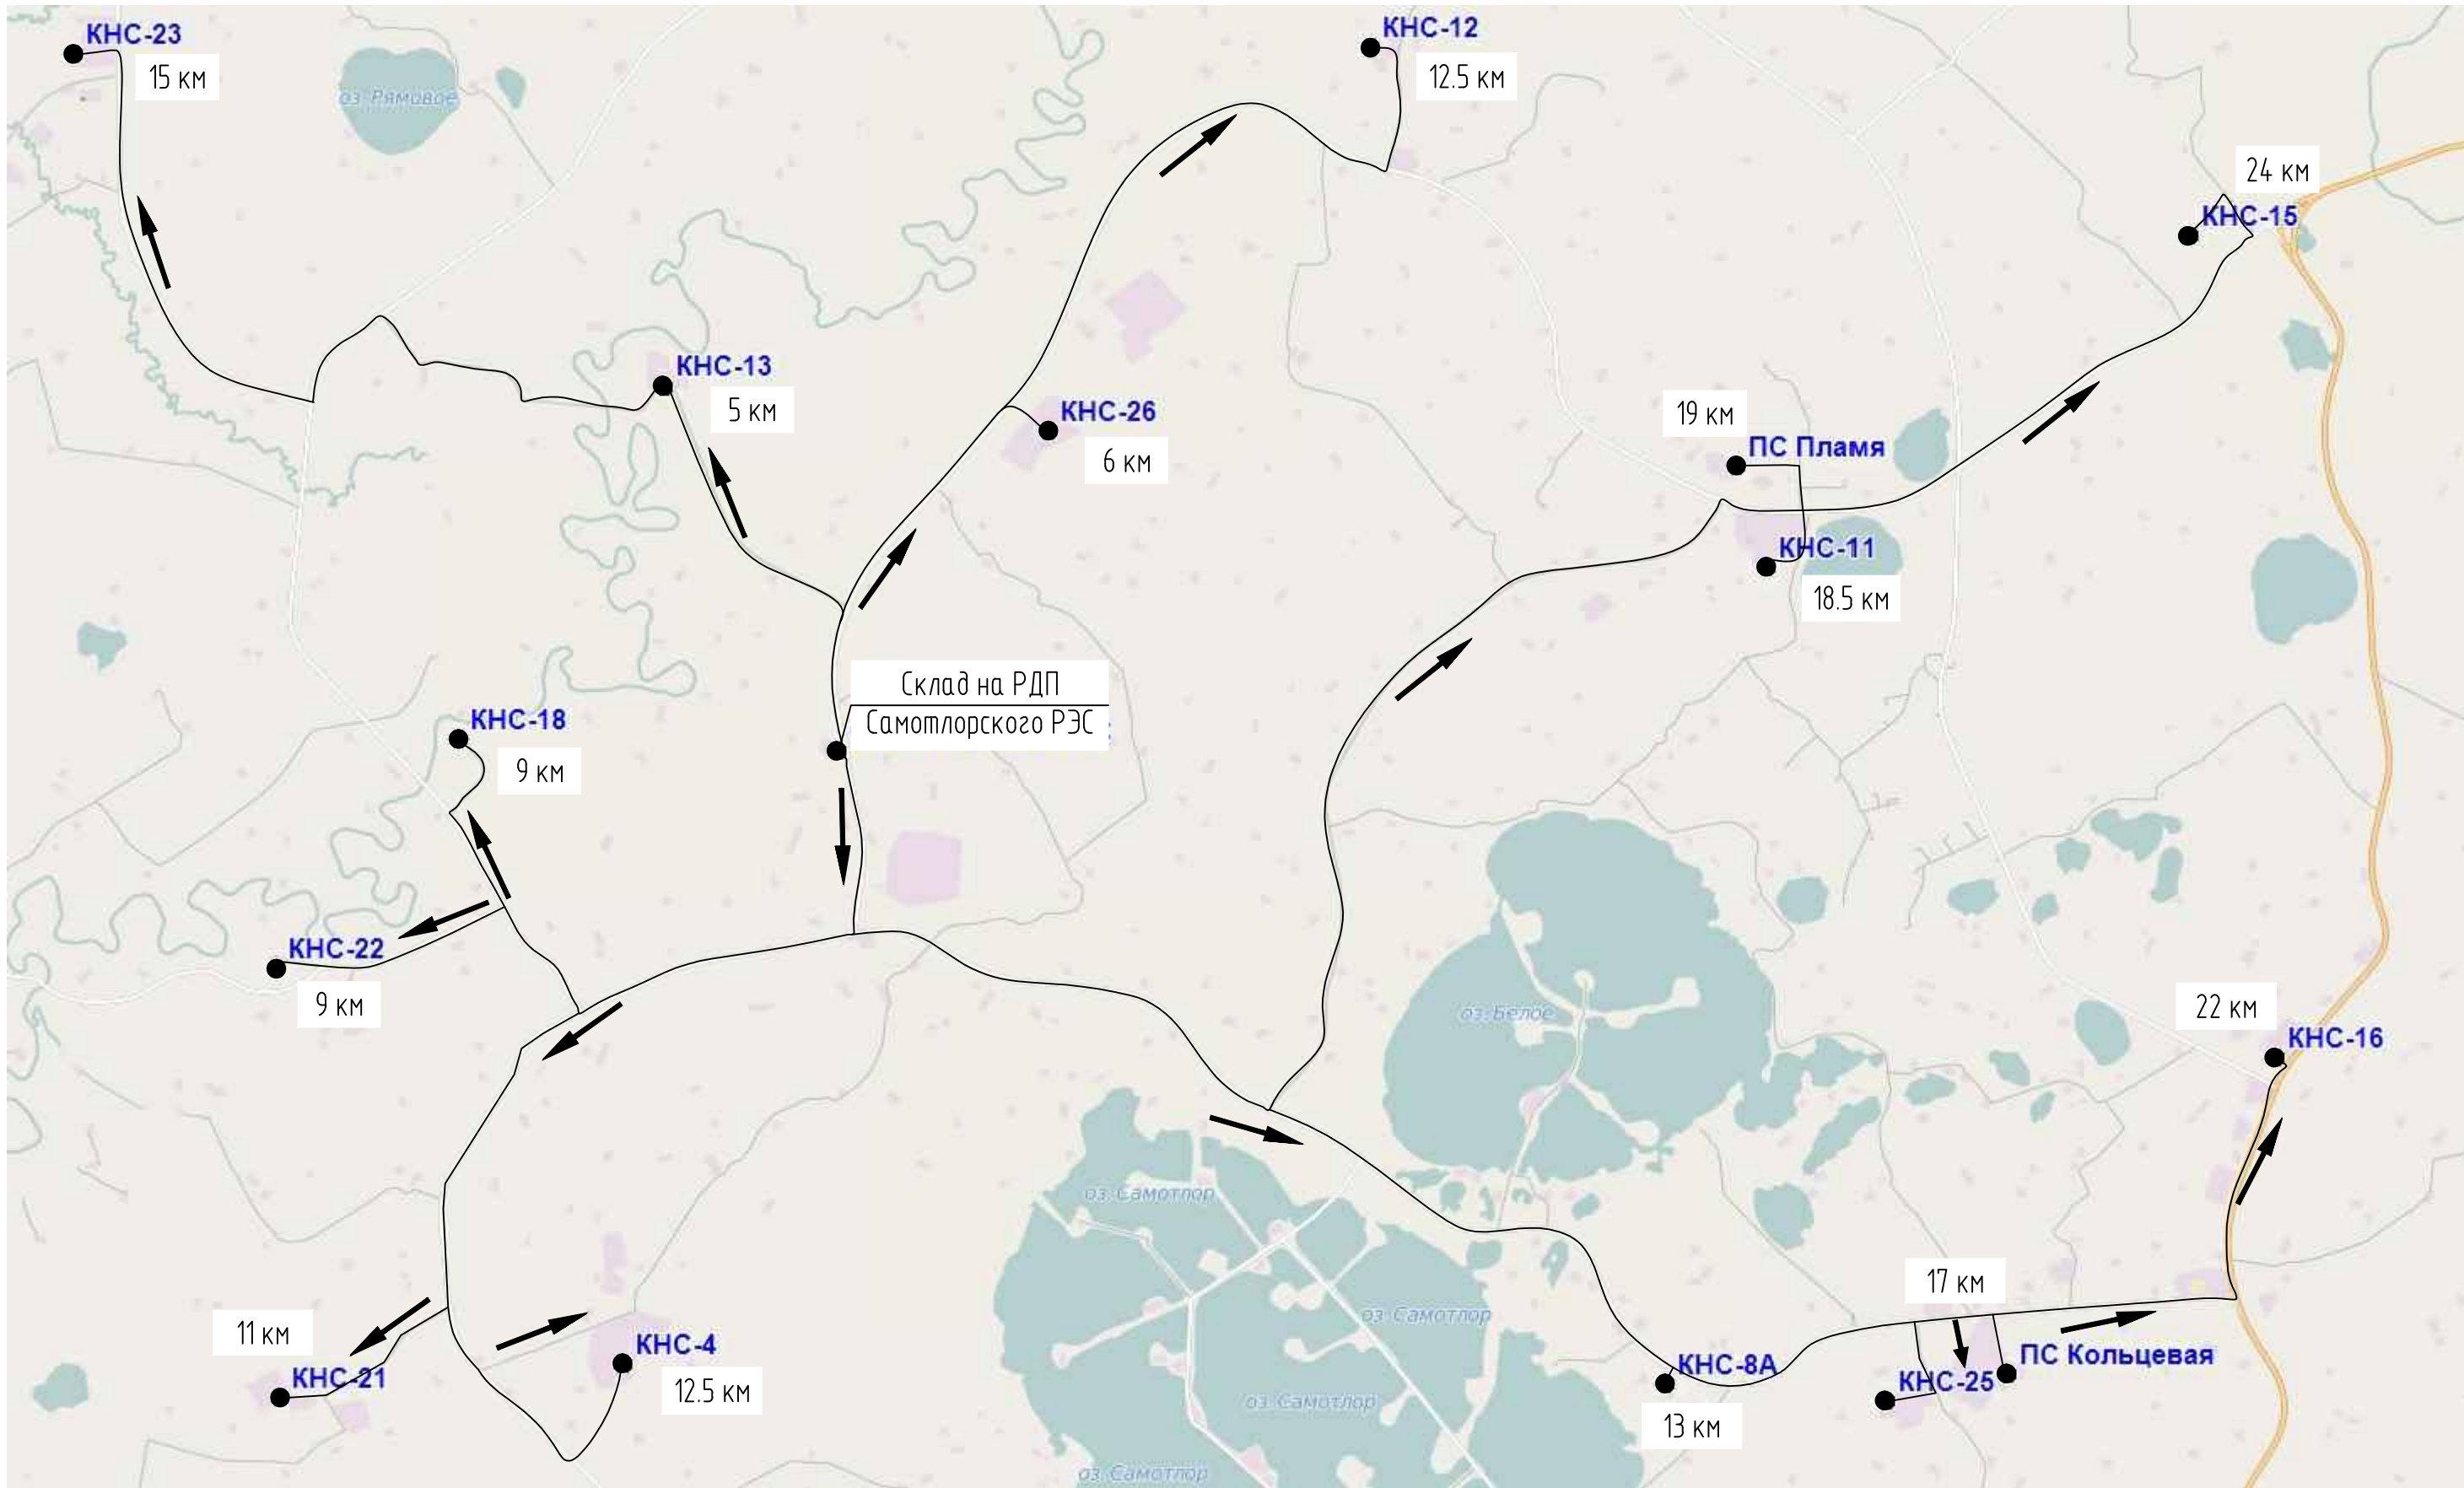 КНС-23
15 км
оз.Рямовое
КНС-12
12.5 км
24 км
КНС-15
КНС-13
5 км
КНС-26
6 км
19 км
ПС Пламя
КНС-11
18.5 км
Склад на РДП
Самотлорского РЭС
КНС-18
9 км
КНС-22
9 км
оз.Белое
22 км
КНС-16
оз.Самотлор
17 км
11 км
КНС-21
КНС-4
12.5 км
оз.Самотлор
КНС-8А
13 км
КНС-25
ПС Кольцевая
оз.Самотлор
оз.Самотлор